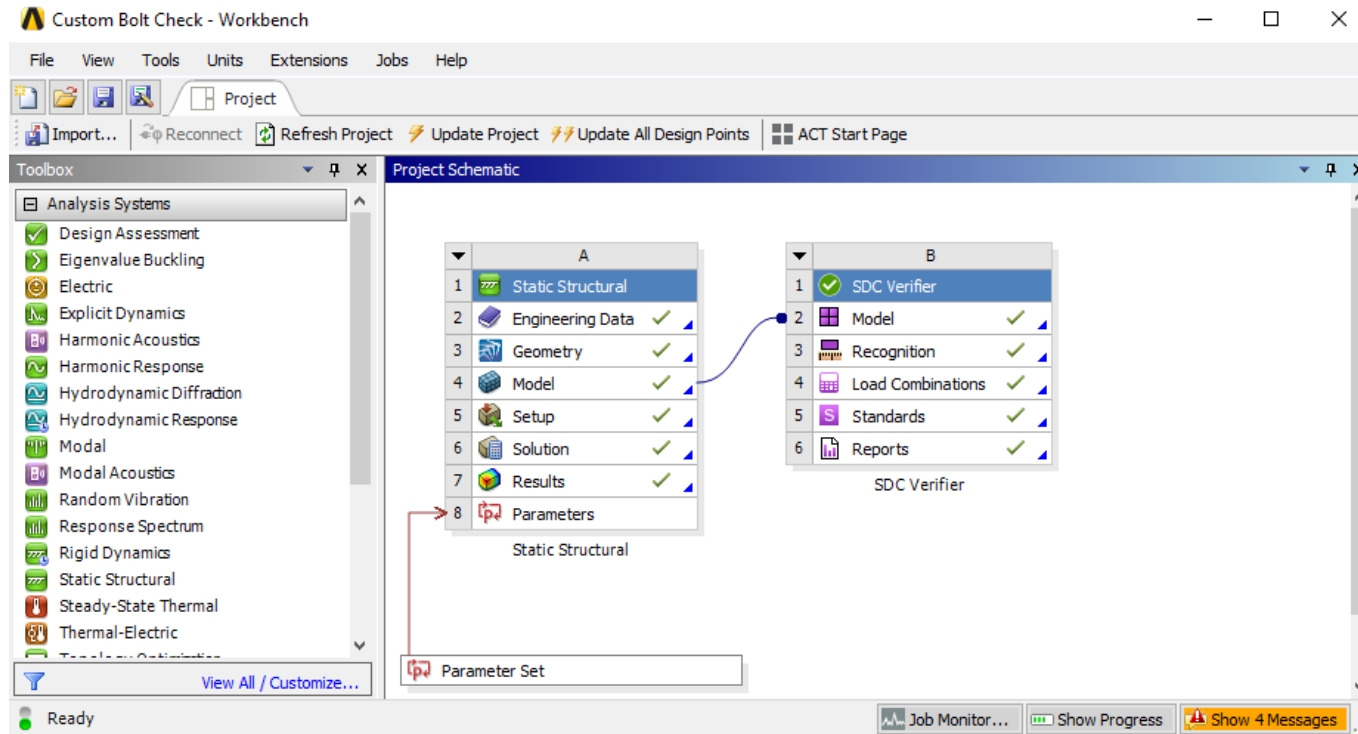 Custom Bolt Check - Workbench
File View Tools Units Extensions Jobs Help
Project
Import... Reconnect Refresh Project Update Project Update All Design Points ACT Start Page
Toolbox
Project Schematic
Analysis Systems
Design Assessment
Eigenvalue Buckling
Electric
Explicit Dynamics
Harmonic Acoustics
Harmonic Response
Hydrodynamic Diffraction
Hydrodynamic Response
Modal
Modal Acoustics
Random Vibration
Response Spectrum
Rigid Dynamics
Static Structural
Steady-State Thermal
Thermal-Electric
View All / Customize...
A
1 Static Structural
2 Engineering Data
3 Geometry
4 Model
5 Setup
6 Solution
7 Results
8 Parameters
Static Structural
B
1 SDC Verifier
2 Model
3 Recognition
4 Load Combinations
5 Standards
6 Reports
SDC Verifier
Parameter Set
Ready
Job Monitor... Show Progress Show 4 Messages